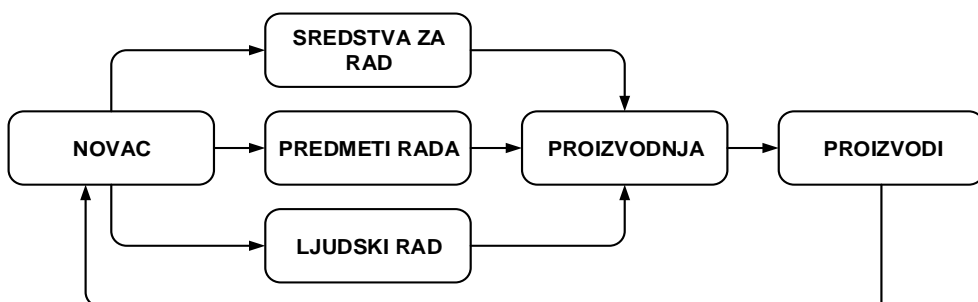 SREDSTVA ZA
RAD
NOVAC
PREDMETI RADA
PROIZVODNJA
PROIZVODI
LJUDSKI RAD